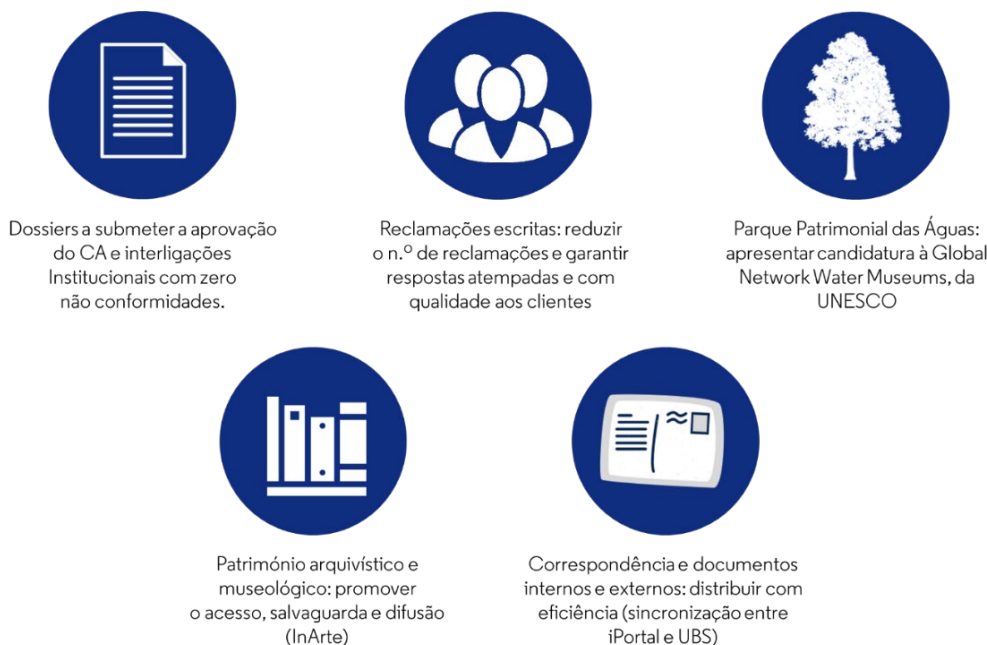 Dossiers a submeter a aprovação
do CA e interligações
Institucionais com zero
não conformidades.
Reclamações escritas: reduzir
o n.º de reclamações e garantir
respostas atempadas e com
qualidade aos clientes
Parque Patrimonial das Águas:
apresentar candidatura à Global
Network Water Museums, da
UNESCO
Património arquivístico e
museológico: promover
o acesso, salvaguarda e difusão
(InArte)
Correspondência e documentos
internos e externos: distribuir com
eficiência (sincronização entre
iPortal e UBS)